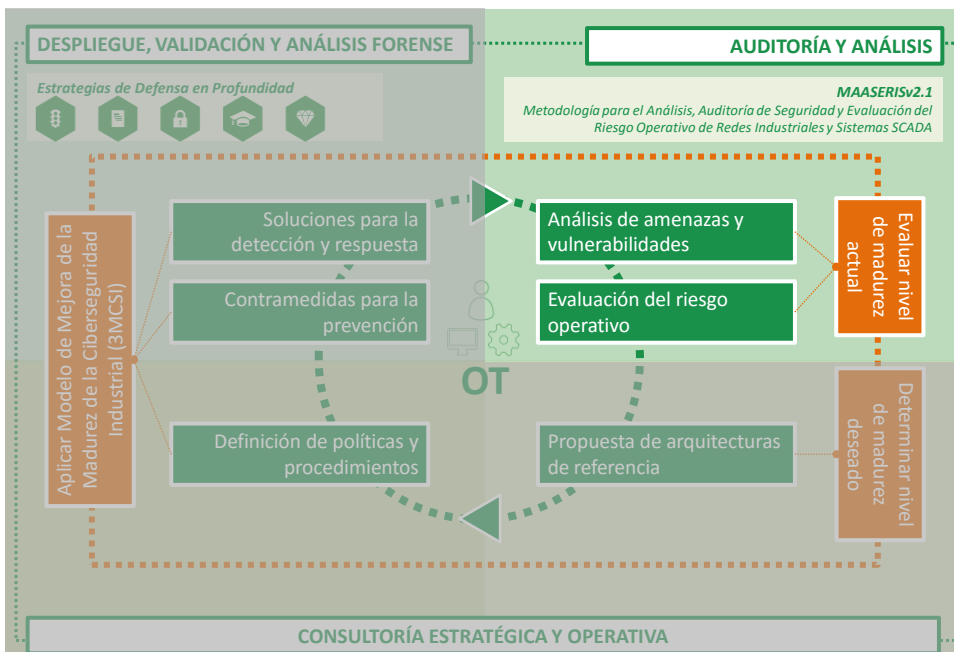 DESPLIEGUE, VALIDACIÓN Y ANÁLISIS FORENSE
Estrategias de Defensa en Profundidad
AUDITORÍA Y ANÁLISIS
MAASERISv2.1
Metodología para el Análisis, Auditoría de Seguridad y Evaluación del
Riesgo Operativo de Redes Industriales y Sistemas SCADA
Aplicar Modelo de Mejora de la
Madurez de la Ciberseguridad
Industrial (3MCSI)
Soluciones para la
detección y respuesta
Contramedidas para la
prevención
Definición de políticas y
procedimientos
OT
Análisis de amenazas y
vulnerabilidades
Evaluación del riesgo
operativo
Propuesta de arquitecturas
de referencia
Evaluar nivel
de madurez
actual
Determinar nivel
de madurez
deseado
CONSULTORÍA ESTRATÉGICA Y OPERATIVA